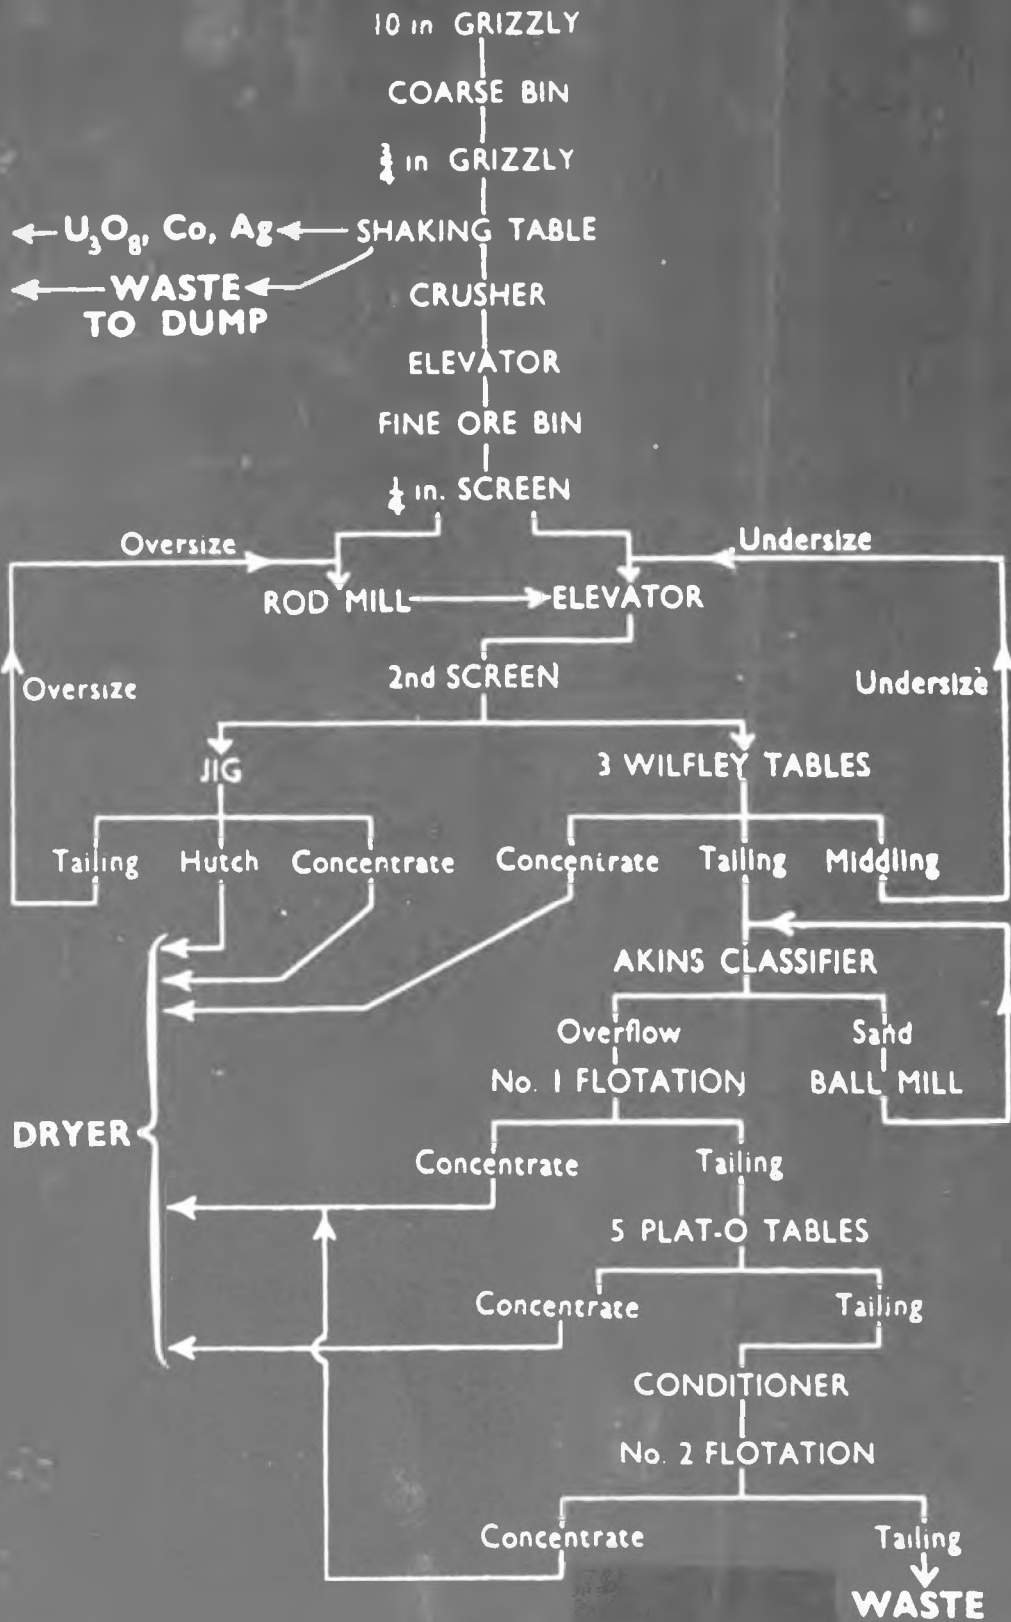 10 in GRIZZLY
COARSE BIN
¾ in GRIZZLY
U₃O₈, Co, Ag
SHAKING TABLE
WASTE
TO DUMP
CRUSHER
ELEVATOR
FINE ORE BIN
¼ in. SCREEN
Oversize
Undersize
ROD MILL
ELEVATOR
2nd SCREEN
Oversize
Undersize
JIG
3 WILFLEY TABLES
Tailing
Hutch
Concentrate
Concentrate
Tailing
Middling
AKINS CLASSIFIER
Overflow
Sand
No. 1 FLOTATION
BALL MILL
DRYER
Concentrate
Tailing
5 PLAT-O TABLES
Concentrate
Tailing
CONDITIONER
No. 2 FLOTATION
Concentrate
Tailing
WASTE